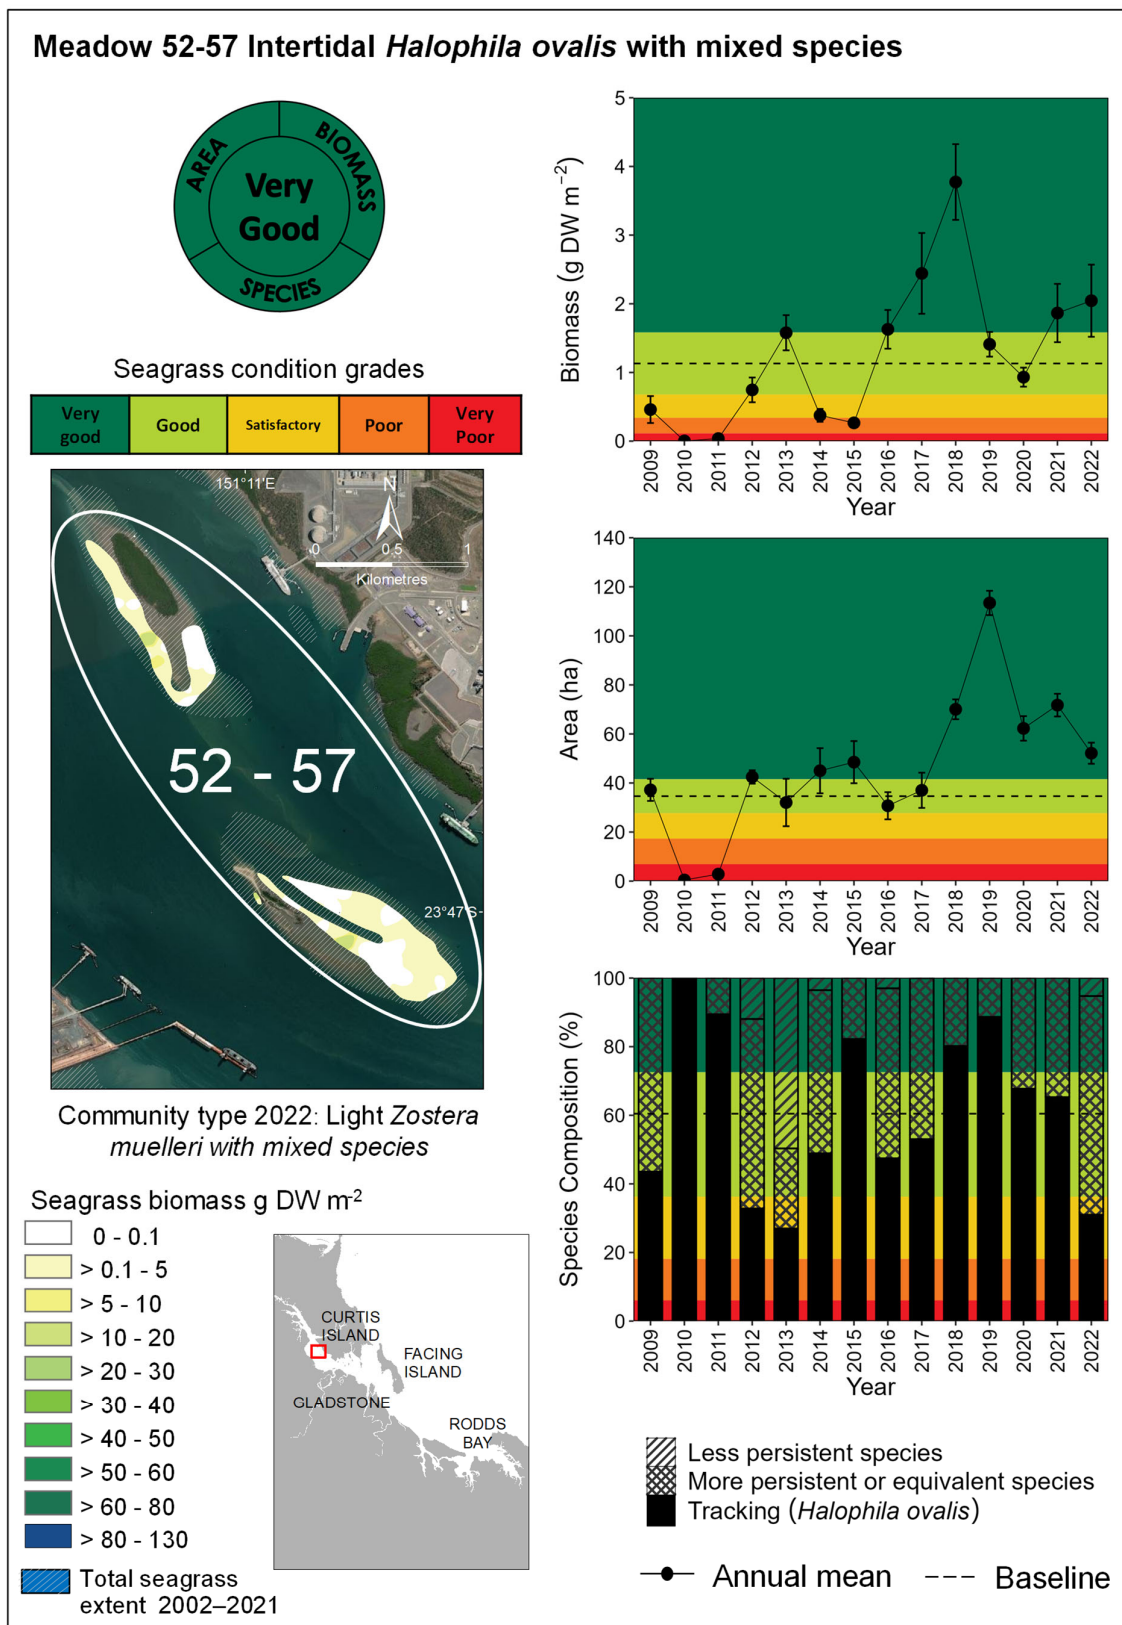 Meadow 52-57 Intertidal Halophila ovalis with mixed species
AREA
BIOMASS
SPECIES
Very
Good
Seagrass condition grades
Very good
Good
Satisfactory
Poor
Very Poor
151°11'E
N
0 0.5 1
Kilometres
52 - 57
23°47'S
Community type 2022: Light Zostera
muelleri with mixed species
Seagrass biomass g DW m-2
0 - 0.1
> 0.1 - 5
> 5 - 10
> 10 - 20
> 20 - 30
> 30 - 40
> 40 - 50
> 50 - 60
> 60 - 80
> 80 - 130
Total seagrass
extent 2002–2021
CURTIS
ISLAND
FACING
ISLAND
GLADSTONE
RODDS
BAY
Biomass (g DW m−2)
5
4
3
2
1
0
2009 2010 2011 2012 2013 2014 2015 2016 2017 2018 2019 2020 2021 2022
Year
Area (ha)
140
120
100
80
60
40
20
0
2009 2010 2011 2012 2013 2014 2015 2016 2017 2018 2019 2020 2021 2022
Year
Species Composition (%)
100
80
60
40
20
0
2009 2010 2011 2012 2013 2014 2015 2016 2017 2018 2019 2020 2021 2022
Year
Less persistent species
More persistent or equivalent species
Tracking (Halophila ovalis)
Annual mean
Baseline